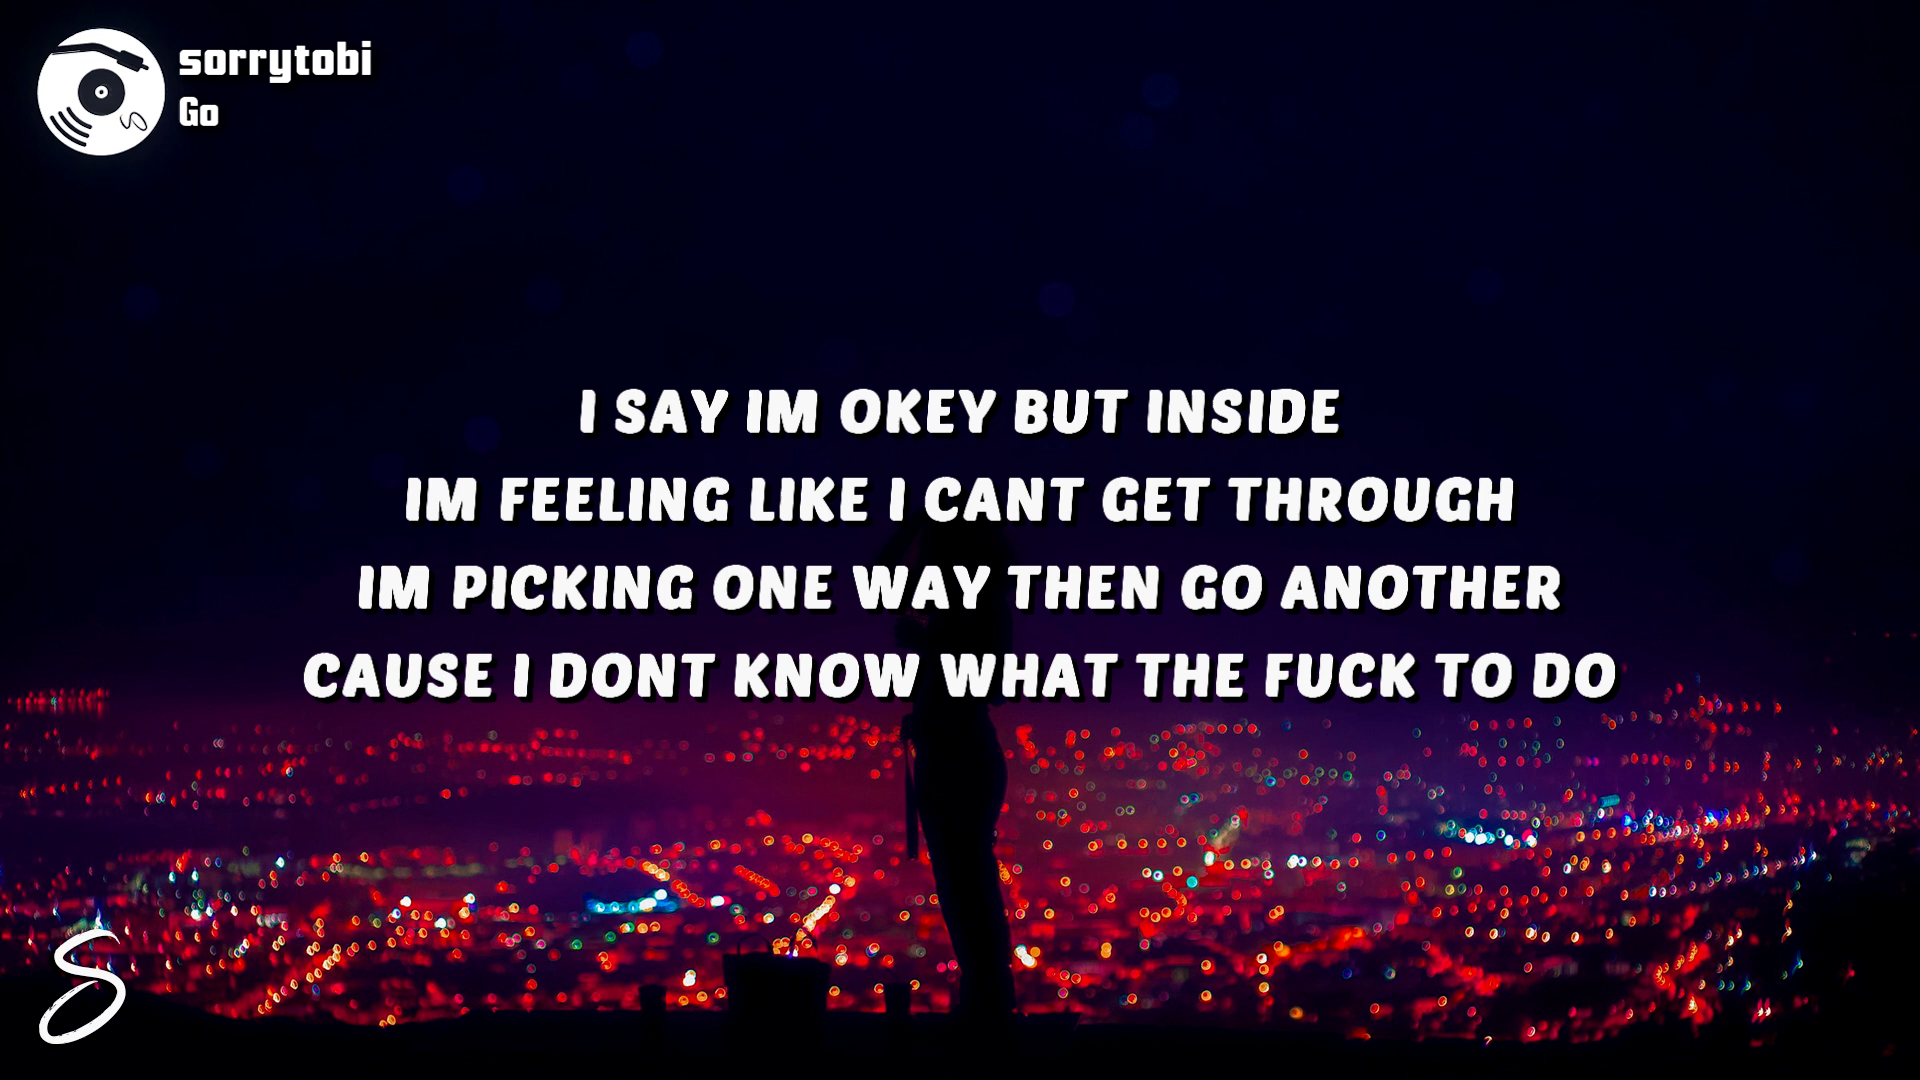 sorrytobi
Go
I SAY IM OKEY BUT INSIDE
IM FEELING LIKE I CANT GET THROUGH
IM PICKING ONE WAY THEN GO ANOTHER
CAUSE I DONT KNOW WHAT THE FUCK TO DO
S